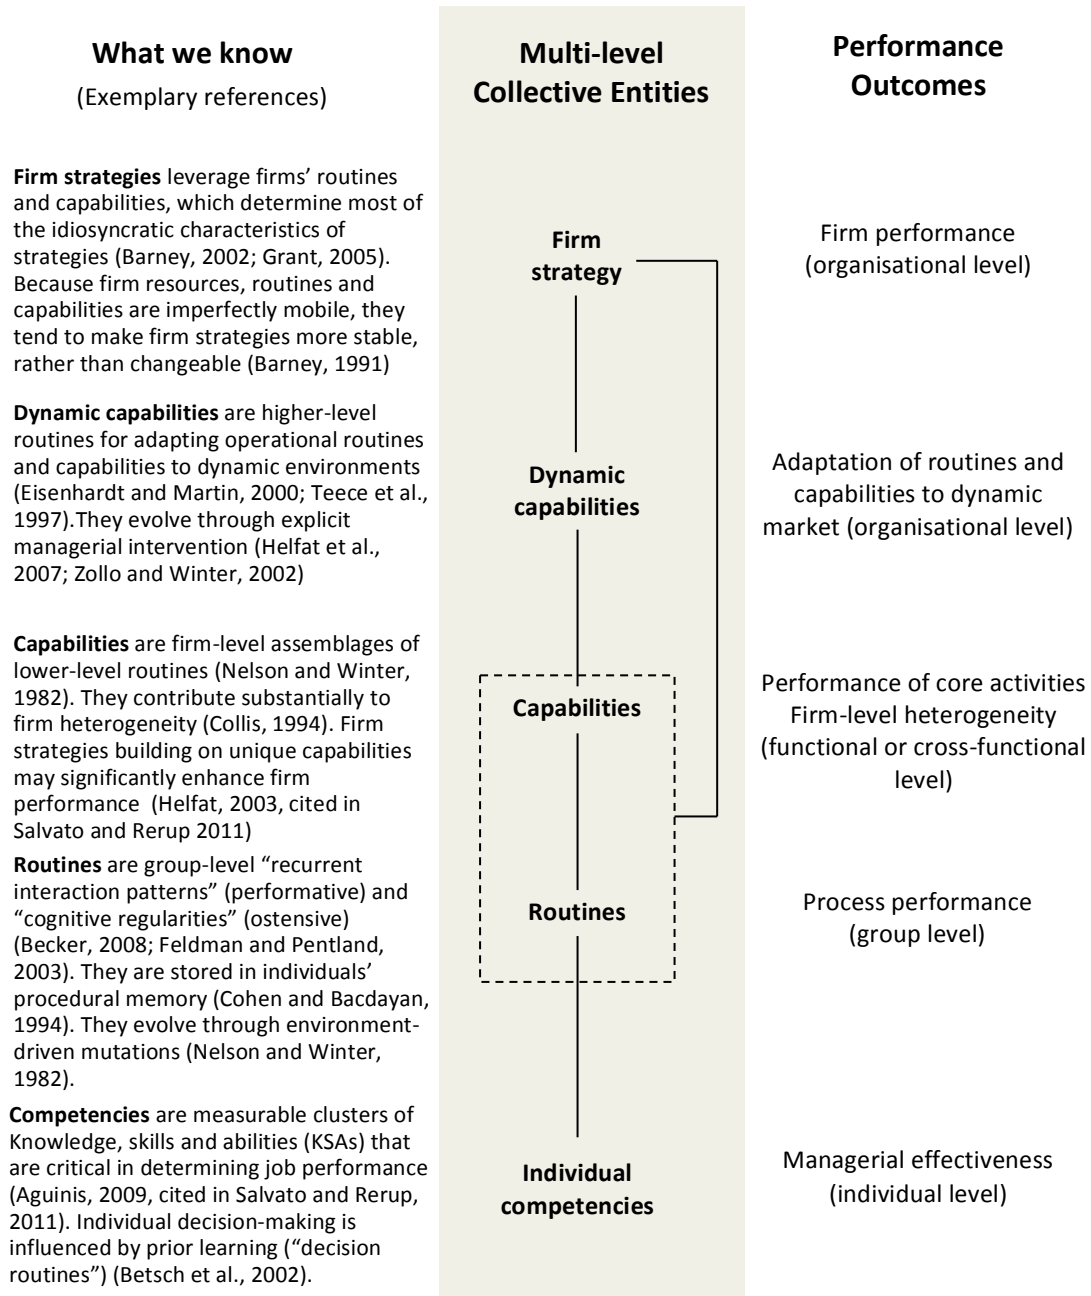 What we know
(Exemplary references)
Multi-level
Collective Entities
Performance
Outcomes
Firm strategies leverage firms’ routines
and capabilities, which determine most of
the idiosyncratic characteristics of
strategies (Barney, 2002; Grant, 2005).
Because firm resources, routines and
capabilities are imperfectly mobile, they
tend to make firm strategies more stable,
rather than changeable (Barney, 1991)
Firm
strategy
Firm performance
(organisational level)
Dynamic capabilities are higher-level
routines for adapting operational routines
and capabilities to dynamic environments
(Eisenhardt and Martin, 2000; Teece et al.,
1997).They evolve through explicit
managerial intervention (Helfat et al.,
2007; Zollo and Winter, 2002)
Dynamic
capabilities
Adaptation of routines and
capabilities to dynamic
market (organisational level)
Capabilities are firm-level assemblages of
lower-level routines (Nelson and Winter,
1982). They contribute substantially to
firm heterogeneity (Collis, 1994). Firm
strategies building on unique capabilities
may significantly enhance firm
performance (Helfat, 2003, cited in
Salvato and Rerup 2011)
Capabilities
Performance of core activities
Firm-level heterogeneity
(functional or cross-functional
level)
Routines are group-level “recurrent
interaction patterns” (performative) and
“cognitive regularities” (ostensive)
(Becker, 2008; Feldman and Pentland,
2003). They are stored in individuals’
procedural memory (Cohen and Bacdayan,
1994). They evolve through environment-
driven mutations (Nelson and Winter,
1982).
Routines
Process performance
(group level)
Competencies are measurable clusters of
Knowledge, skills and abilities (KSAs) that
are critical in determining job performance
(Aguinis, 2009, cited in Salvato and Rerup,
2011). Individual decision-making is
influenced by prior learning (“decision
routines”) (Betsch et al., 2002).
Individual
competencies
Managerial effectiveness
(individual level)